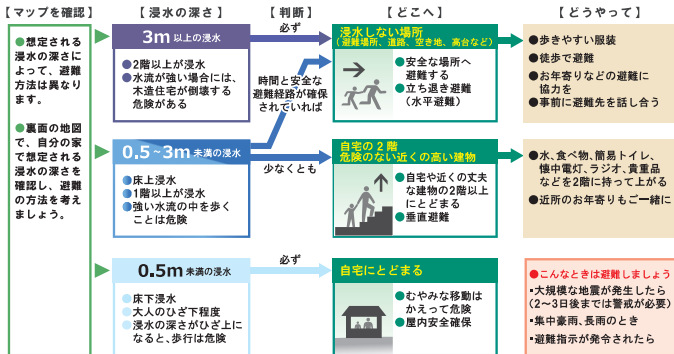 【マップを確認】
【浸水の深さ】
【判断】
【どこへ】
【どうやって】
●想定される
浸水の深さに
よって、避難
方法は異なり
ます。
●裏面の地図
で、自分の家
で想定される
浸水の深さを
確認し、避難
の方法を考え
ましょう。
3m以上の浸水
●2階以上が浸水
●水流が強い場合には、
木造住宅が倒壊する
危険がある
必ず
時間と安全な
避難経路が確保
されていれば
浸水しない場所
(避難場所、道路、空き地、高台など)
●安全な場所へ
避難する
●立ち退き避難
(水平避難)
●歩きやすい服装
●徒歩で避難
●お年寄りなどの避難に
協力を
●事前に避難先を話し合う
0.5~3m未満の浸水
●床上浸水
●1階以上が浸水
●強い水流の中を歩く
ことは危険
少なくとも
自宅の2階
危険のない近くの高い建物
●自宅や近くの丈夫
な建物の2階以上に
とどまる
●垂直避難
●水、食べ物、簡易トイレ、
懐中電灯、ラジオ、貴重品
などを2階に持って上がる
●近所のお年寄りもご一緒に
0.5m未満の浸水
●床下浸水
●大人のひざ下程度
●浸水の深さがひざ上に
なると、歩行は危険
必ず
自宅にとどまる
●むやみな移動は
かえって危険
●屋内安全確保
●こんなときは避難しましょう
▪大規模な地震が発生したら
(2~3日後までは警戒が必要)
▪集中豪雨、長雨のとき
▪避難指示が発令されたら